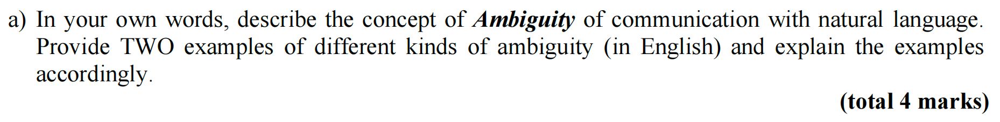 a) In your own words, describe the concept of Ambiguity of communication with natural language.
Provide TWO examples of different kinds of ambiguity (in English) and explain the examples
accordingly.
(total 4 marks)